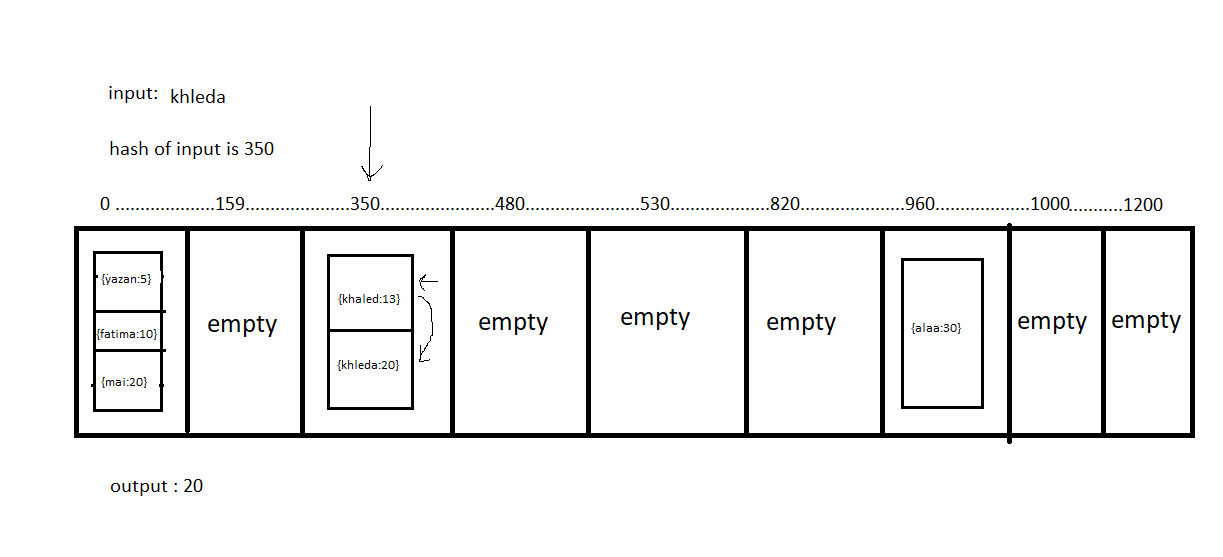 input: khleda
hash of input is 350
0 ....................159.....................350.......................480.......................530.......................820.....................960...................1000...........1200
{yazan:5}
{fatima:10}
{mai:20}
empty
{khaled:13}
{khleda:20}
empty
empty
empty
{alaa:30}
empty
empty
output : 20